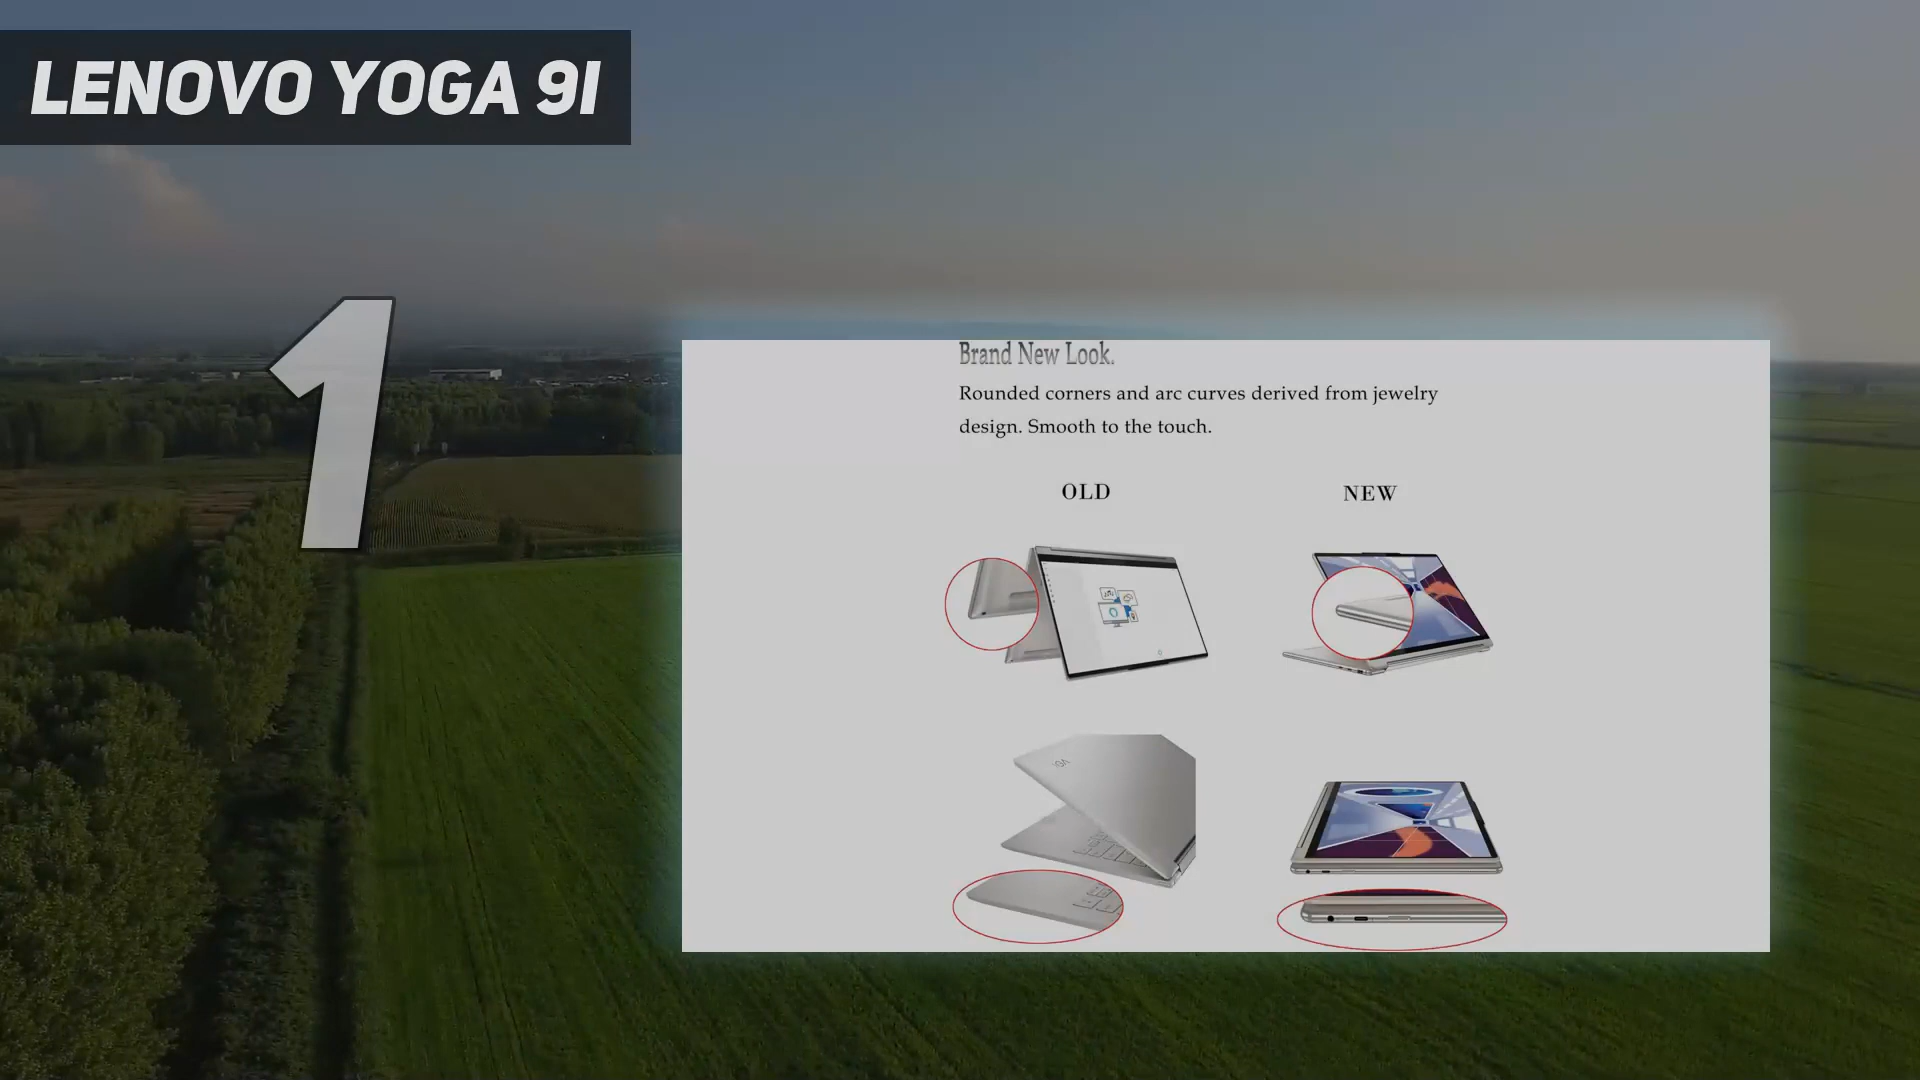 LENOVO YOGA 9I
1
Brand New Look.
Rounded corners and arc curves derived from jewelry
design. Smooth to the touch.
OLD
NEW